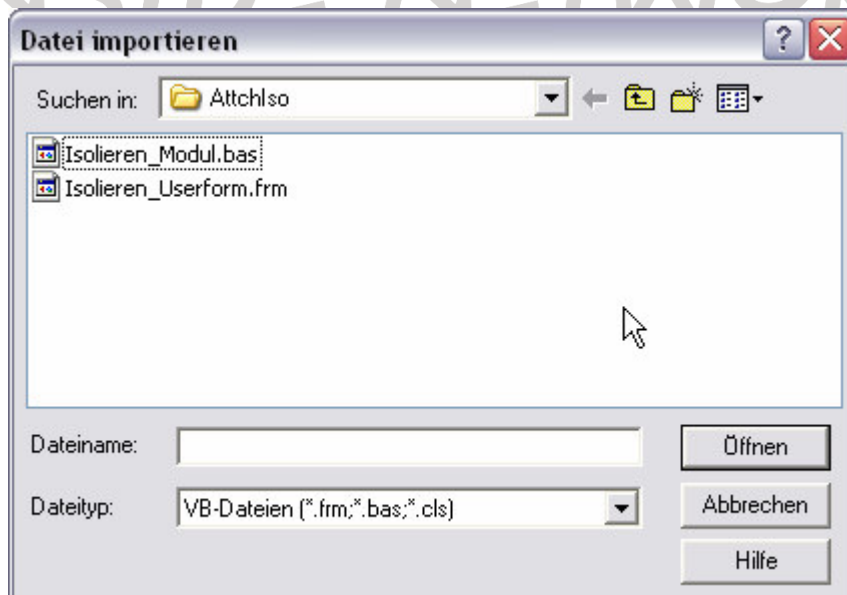 Datei importieren
Suchen in: AttchIso
Isolieren_Modul.bas
Isolieren_Userform.frm
Dateiname: Öffnen
Dateityp: VB-Dateien (*.frm;*.bas;*.cls) Abbrechen
Hilfe